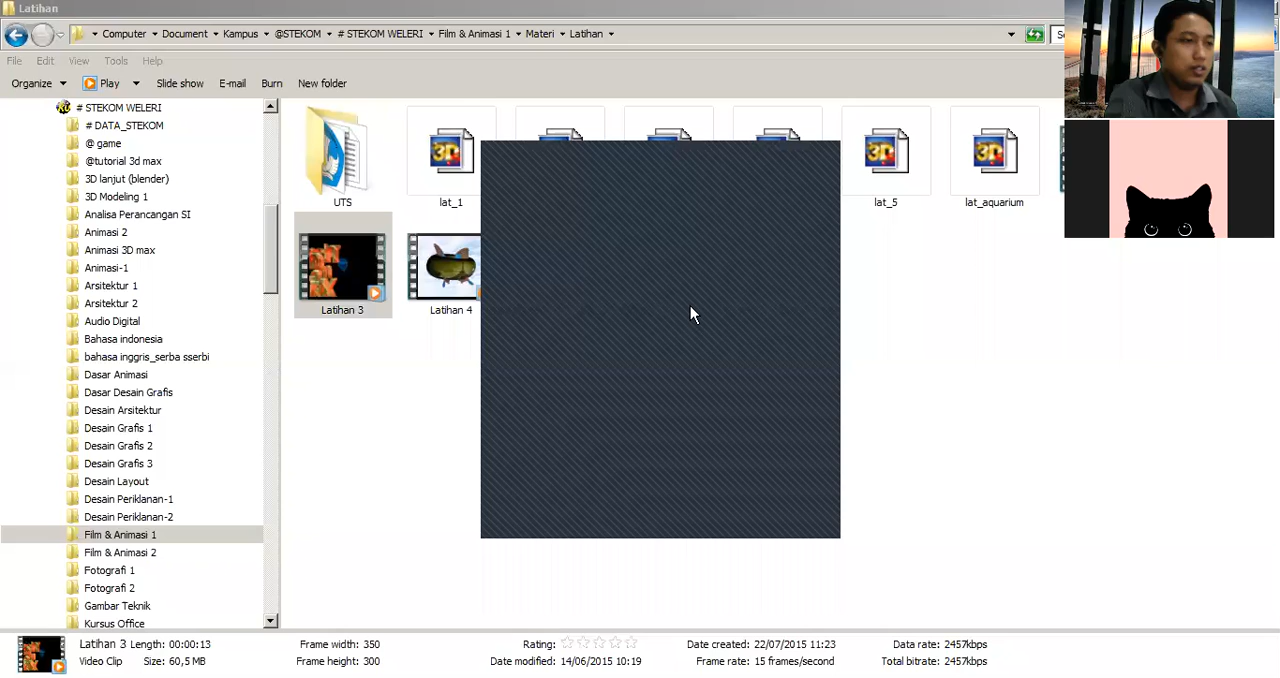 Latihan
Computer Document Kampus @STEKOM # STEKOM WELERI Film & Animasi 1 Materi Latihan
File Edit View Tools Help
Organize Play Slide show E-mail Burn New folder
# STEKOM WELERI
# DATA_STEKOM
@ game
@tutorial 3d max
3D lanjut (blender)
3D Modeling 1
Analisa Perancangan SI
Animasi 2
Animasi 3D max
Animasi-1
Arsitektur 1
Arsitektur 2
Audio Digital
Bahasa indonesia
bahasa inggris_serba sserbi
Dasar Animasi
Dasar Desain Grafis
Desain Arsitektur
Desain Grafis 1
Desain Grafis 2
Desain Grafis 3
Desain Layout
Desain Periklanan-1
Desain Periklanan-2
Film & Animasi 1
Film & Animasi 2
Fotografi 1
Fotografi 2
Gambar Teknik
Kursus Office
UTS lat_1 lat_5 lat_aquarium
Latihan 3 Latihan 4
Latihan 3 Length: 00:00:13 Frame width: 350 Rating: Date created: 22/07/2015 11:23 Data rate: 2457kbps
Video Clip Size: 60,5 MB Frame height: 300 Date modified: 14/06/2015 10:19 Frame rate: 15 frames/second Total bitrate: 2457kbps